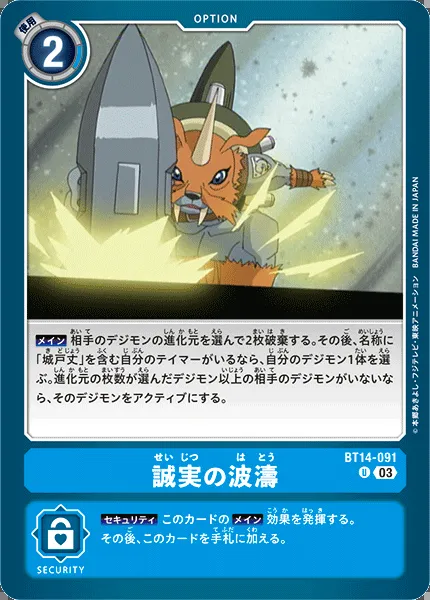 OPTION
使用
2
メイン 相手のデジモンの進化元を選んで2枚破棄する。その後、名称に
「城戸丈」を含む自分のテイマーがいるなら、自分のデジモン1体を選
ぶ。進化元の枚数が選んだデジモン以上の相手のデジモンがいないな
ら、そのデジモンをアクティブにする。
©本郷あきよし・フジテレビ・東映アニメーション BANDAI MADE IN JAPAN
せいじつ はとう
誠実の波濤
BT14-091
U 03
セキュリティ このカードの メイン 効果を発揮する。
その後、このカードを手札に加える。
SECURITY